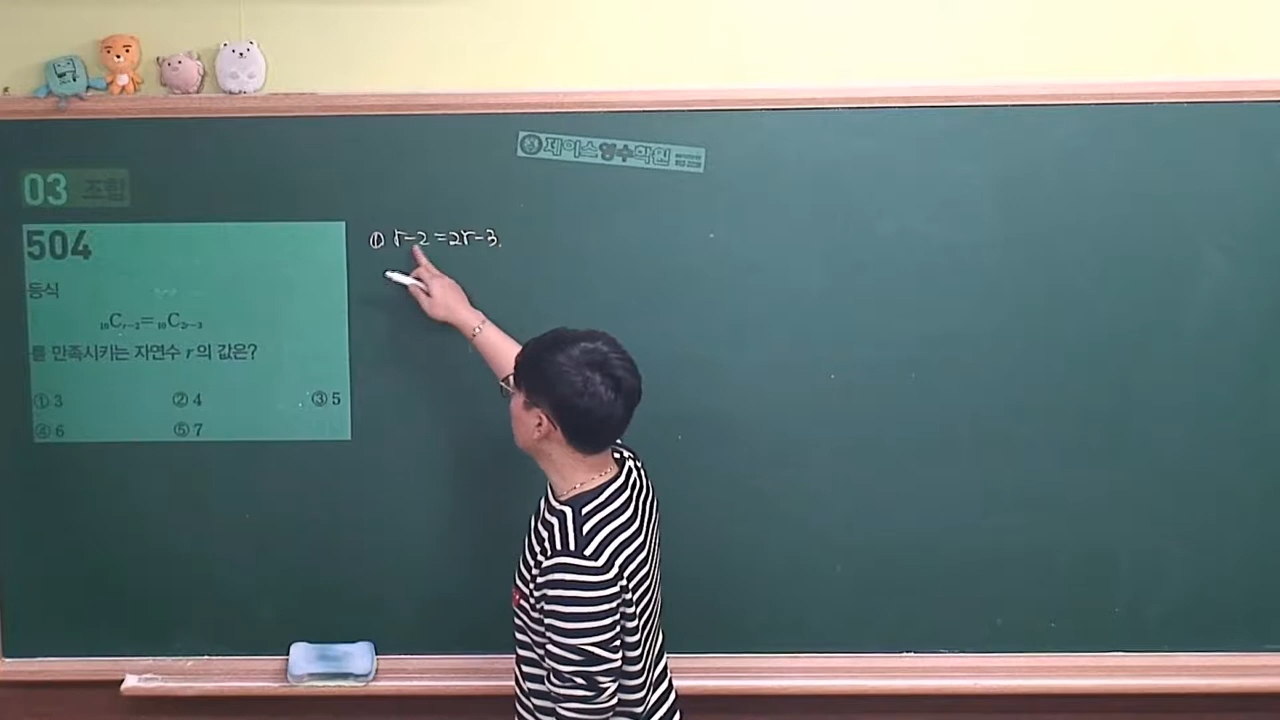 제이스영수학원
03 조합
504
등식
₁₀Cᵣ₋₂=₁₀C₂ᵣ₋₃
를 만족시키는 자연수 r의 값은?
① 3 ② 4 ③ 5
④ 6 ⑤ 7
① r-2=2r-3.